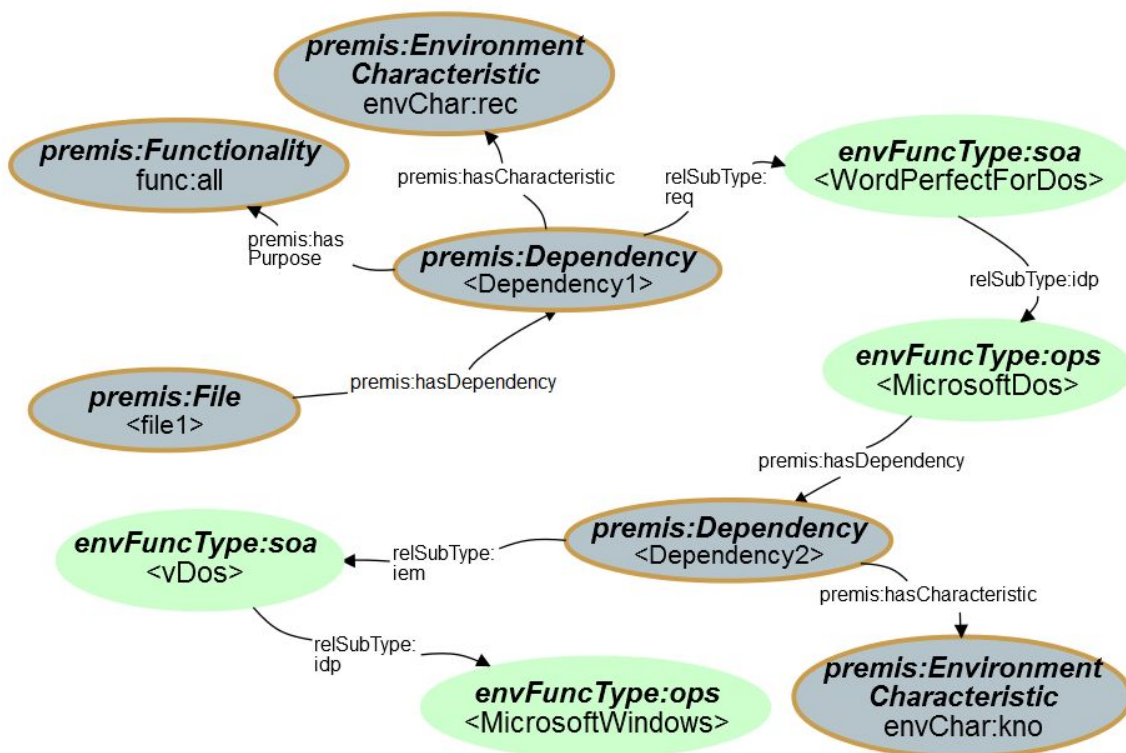 premis:Environment
Characteristic
envChar:rec
premis:Functionality
func:all
premis:hasCharacteristic
relSubType:
req
envFuncType:soa
<WordPerfectForDos>
premis:has
Purpose
premis:Dependency
<Dependency1>
relSubType:idp
envFuncType:ops
<MicrosoftDos>
premis:hasDependency
premis:File
<file1>
premis:hasDependency
premis:Dependency
<Dependency2>
envFuncType:soa
<vDos>
relSubType:
iem
premis:hasCharacteristic
relSubType:
idp
envFuncType:ops
<MicrosoftWindows>
premis:Environment
Characteristic
envChar:kno